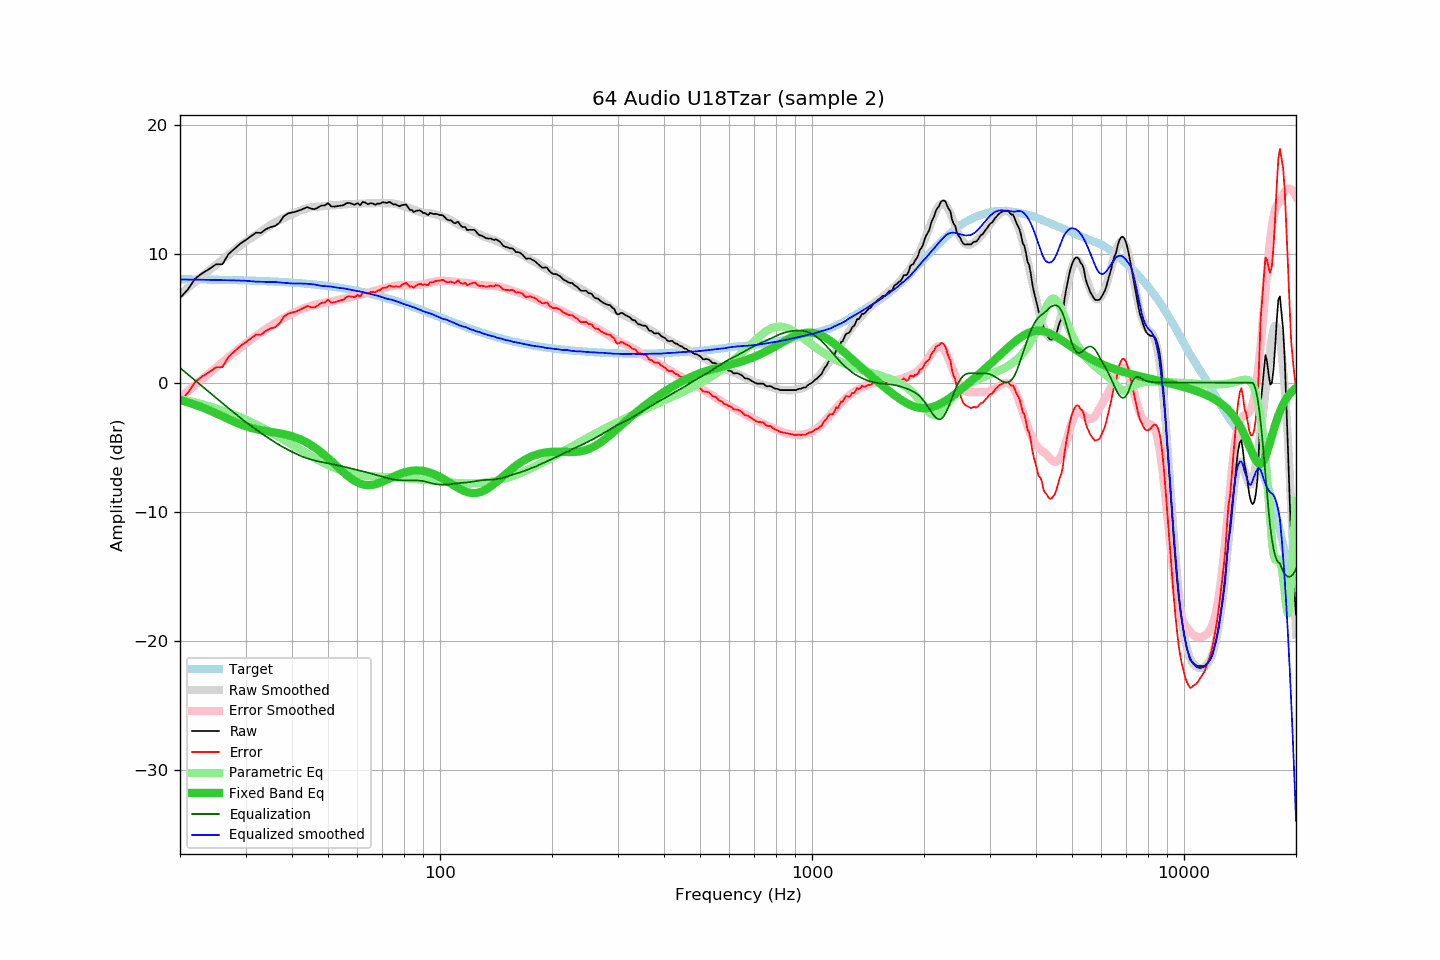 64 Audio U18Tzar (sample 2)
20
10
0
−10
−20
−30
Amplitude (dBr)
Target
Raw Smoothed
Error Smoothed
Raw
Error
Parametric Eq
Fixed Band Eq
Equalization
Equalized smoothed
100
1000
10000
Frequency (Hz)